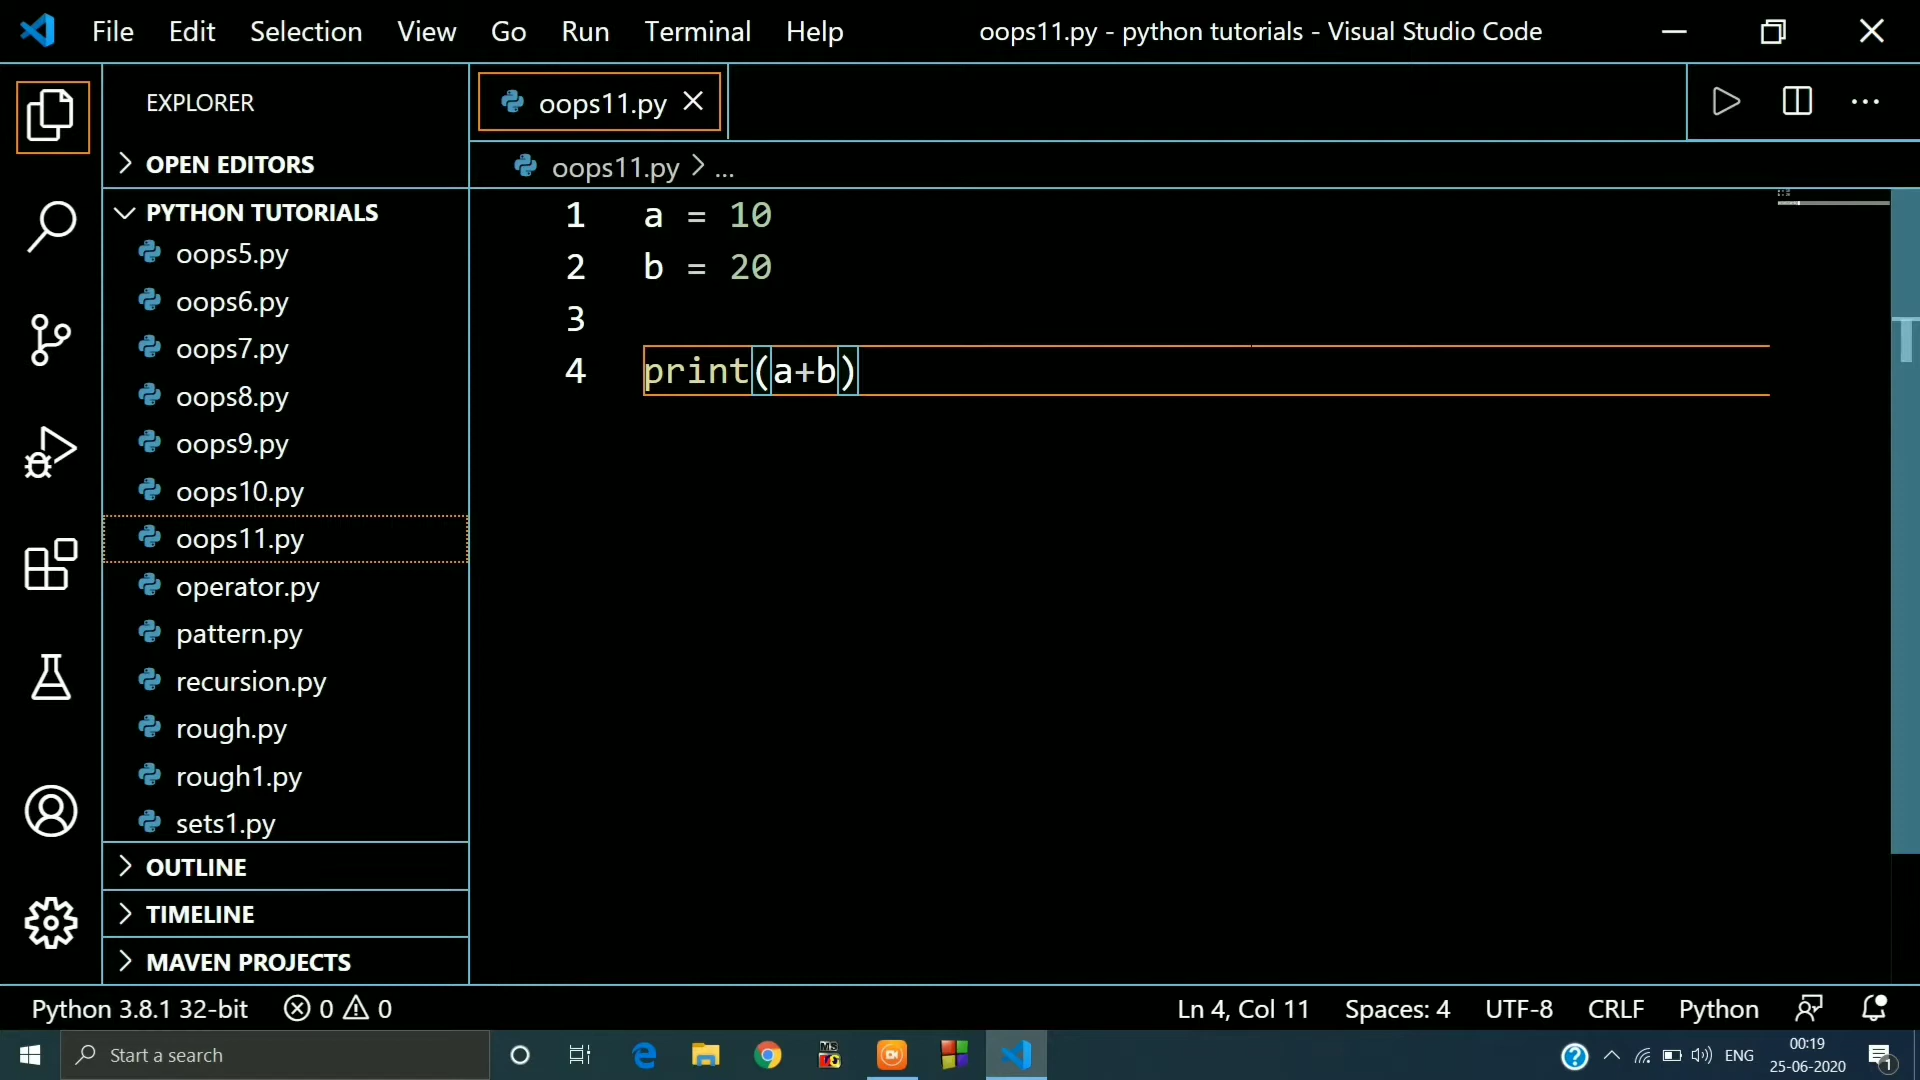 File Edit Selection View Go Run Terminal Help oops11.py - python tutorials - Visual Studio Code
EXPLORER
oops11.py
OPEN EDITORS
oops11.py > ...
PYTHON TUTORIALS
oops5.py
oops6.py
oops7.py
oops8.py
oops9.py
oops10.py
oops11.py
operator.py
pattern.py
recursion.py
rough.py
rough1.py
sets1.py
OUTLINE
TIMELINE
MAVEN PROJECTS
1 a = 10
2 b = 20
3
4 print(a+b)
Python 3.8.1 32-bit 0 0 Ln 4, Col 11 Spaces: 4 UTF-8 CRLF Python
Start a search
ENG
00:19
25-06-2020
1